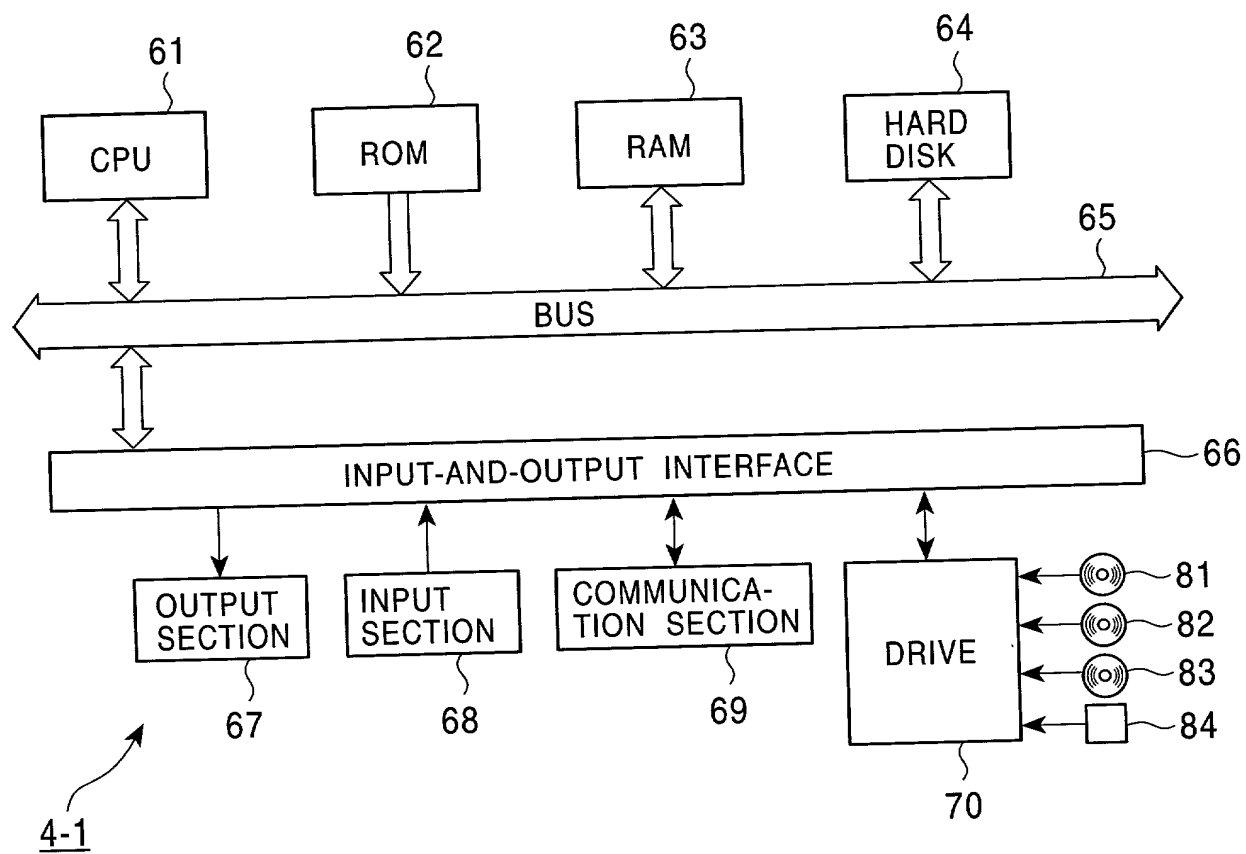 61
62
63
64
CPU
ROM
RAM
HARD
DISK
65
BUS
INPUT-AND-OUTPUT INTERFACE
66
OUTPUT
SECTION
INPUT
SECTION
COMMUNICA-
TION SECTION
DRIVE
81
82
83
84
67
68
69
70
4-1